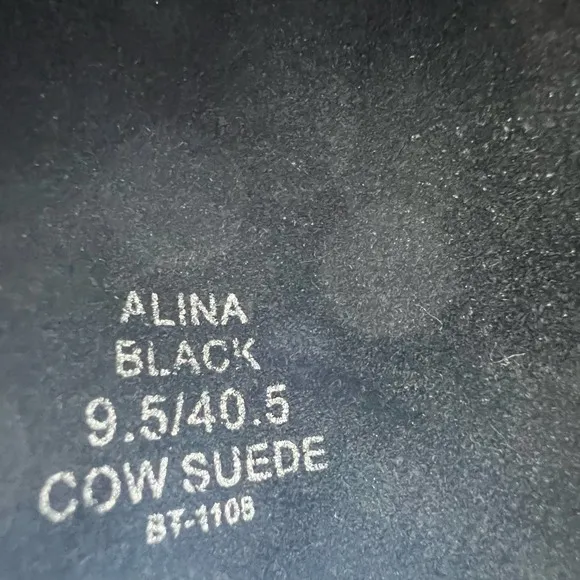 ALINA
BLACK
9.5/40.5
COW SUEDE
BT-1108